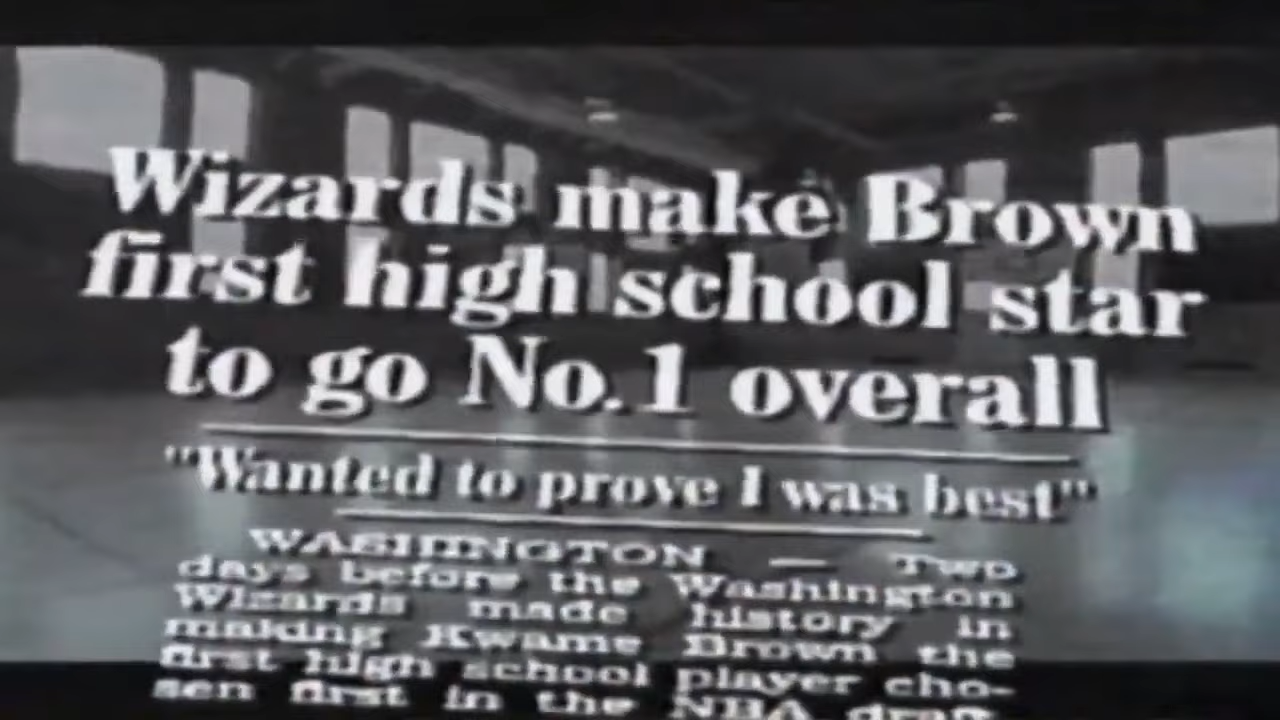 Wizards make Brown
first high school star
to go No.1 overall
"Wanted to prove I was best"
WASHINGTON — Two
days before the Washington
Wizards made history in
making Kwame Brown the
first high school player cho-
sen first in the NBA draft,